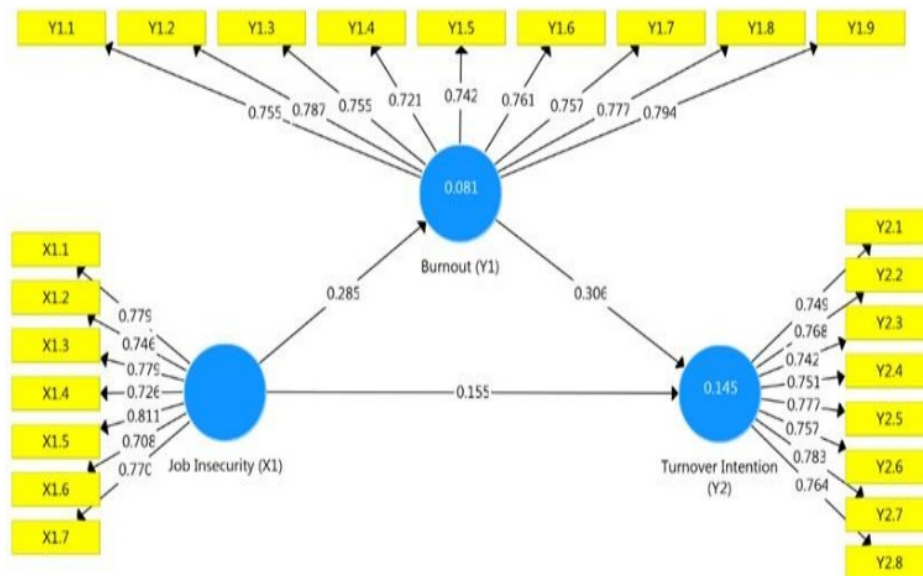 Y1.1 Y1.2 Y1.3 Y1.4 Y1.5 Y1.6 Y1.7 Y1.8 Y1.9
0.755 0.787 0.755 0.721 0.742 0.761 0.757 0.777 0.794
0.081
Burnout (Y1)
0.285
0.306
X1.1
X1.2
X1.3
X1.4
X1.5
X1.6
X1.7
0.779
0.746
0.779
0.726
0.811
0.708
0.770
Job Insecurity (X1)
0.155
0.145
Turnover Intention
(Y2)
0.749
0.768
0.742
0.751
0.777
0.757
0.783
0.764
Y2.1
Y2.2
Y2.3
Y2.4
Y2.5
Y2.6
Y2.7
Y2.8